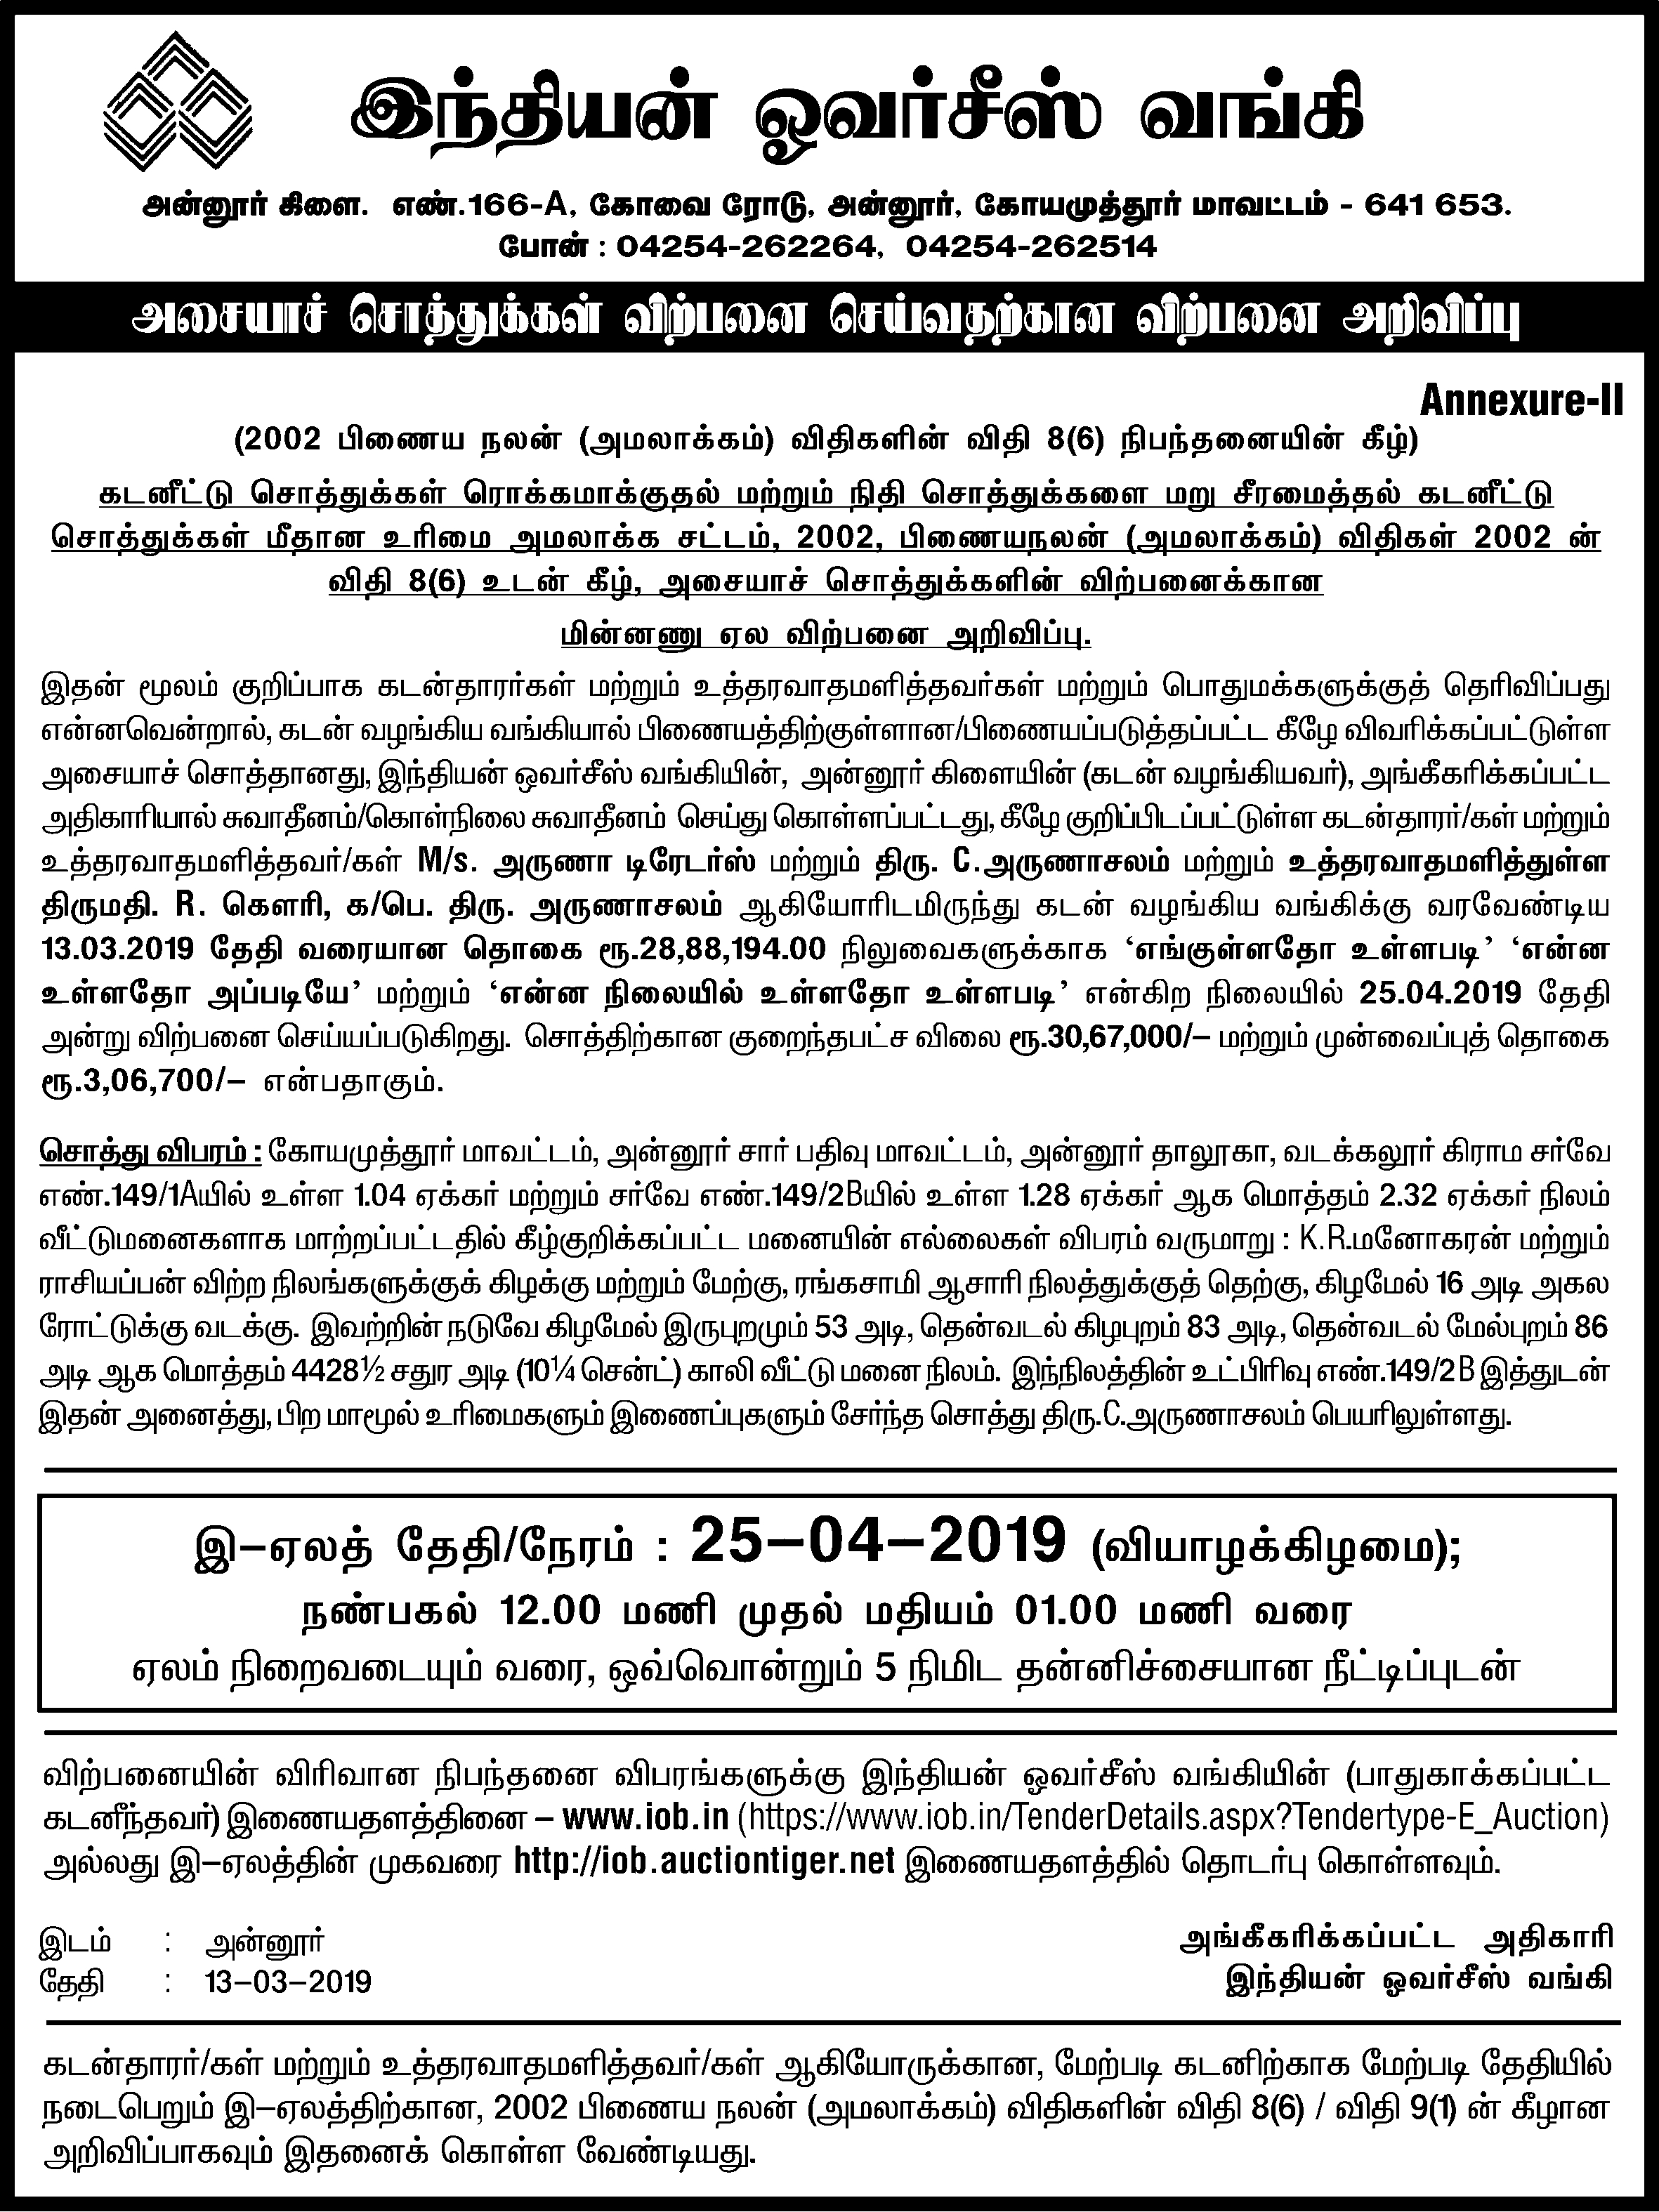 இந்தியன் ஓவர்சீஸ் வங்கி
அன்னூர் கிளை. எண்.166-A, கோவை ரோடு, அன்னூர், கோயமுத்தூர் மாவட்டம் - 641 653.
போன் : 04254-262264, 04254-262514
அசையாச் சொத்துக்கள் விற்பனை செய்வதற்கான விற்பனை அறிவிப்பு
Annexure-II
(2002 பிணைய நலன் (அமலாக்கம்) விதிகளின் விதி 8(6) நிபந்தனையின் கீழ்)
கடனீட்டு சொத்துக்கள் ரொக்கமாக்குதல் மற்றும் நிதி சொத்துக்களை மறு சீரமைத்தல் கடனீட்டு
சொத்துக்கள் மீதான உரிமை அமலாக்க சட்டம், 2002, பிணையநலன் (அமலாக்கம்) விதிகள் 2002 ன்
விதி 8(6) உடன் கீழ், அசையாச் சொத்துக்களின் விற்பனைக்கான
மின்னணு ஏல விற்பனை அறிவிப்பு.
இதன் மூலம் குறிப்பாக கடன்தாரர்கள் மற்றும் உத்தரவாதமளித்தவர்கள் மற்றும் பொதுமக்களுக்குத் தெரிவிப்பது
என்னவென்றால், கடன் வழங்கிய வங்கியால் பிணையத்திற்குள்ளான/பிணையப்படுத்தப்பட்ட கீழே விவரிக்கப்பட்டுள்ள
அசையாச் சொத்தானது, இந்தியன் ஓவர்சீஸ் வங்கியின், அன்னூர் கிளையின் (கடன் வழங்கியவர்), அங்கீகரிக்கப்பட்ட
அதிகாரியால் சுவாதீனம்/கொள்நிலை சுவாதீனம் செய்து கொள்ளப்பட்டது, கீழே குறிப்பிடப்பட்டுள்ள கடன்தாரர்/கள் மற்றும்
உத்தரவாதமளித்தவர்/கள் M/s. அருணா டிரேடர்ஸ் மற்றும் திரு. C.அருணாசலம் மற்றும் உத்தரவாதமளித்துள்ள
திருமதி. R. கௌரி, க/பெ. திரு. அருணாசலம் ஆகியோரிடமிருந்து கடன் வழங்கிய வங்கிக்கு வரவேண்டிய
13.03.2019 தேதி வரையான தொகை ரூ.28,88,194.00 நிலுவைகளுக்காக ‘எங்குள்ளதோ உள்ளபடி’ ‘என்ன
உள்ளதோ அப்படியே’ மற்றும் ‘என்ன நிலையில் உள்ளதோ உள்ளபடி’ என்கிற நிலையில் 25.04.2019 தேதி
அன்று விற்பனை செய்யப்படுகிறது. சொத்திற்கான குறைந்தபட்ச விலை ரூ.30,67,000/– மற்றும் முன்வைப்புத் தொகை
ரூ.3,06,700/– என்பதாகும்.
சொத்து விபரம் : கோயமுத்தூர் மாவட்டம், அன்னூர் சார் பதிவு மாவட்டம், அன்னூர் தாலூகா, வடக்கலூர் கிராம சர்வே
எண்.149/1Aயில் உள்ள 1.04 ஏக்கர் மற்றும் சர்வே எண்.149/2Bயில் உள்ள 1.28 ஏக்கர் ஆக மொத்தம் 2.32 ஏக்கர் நிலம்
வீட்டுமனைகளாக மாற்றப்பட்டதில் கீழ்குறிக்கப்பட்ட மனையின் எல்லைகள் விபரம் வருமாறு : K.R.மனோகரன் மற்றும்
ராசியப்பன் விற்ற நிலங்களுக்குக் கிழக்கு மற்றும் மேற்கு, ரங்கசாமி ஆசாரி நிலத்துக்குத் தெற்கு, கிழமேல் 16 அடி அகல
ரோட்டுக்கு வடக்கு. இவற்றின் நடுவே கிழமேல் இருபுறமும் 53 அடி, தென்வடல் கிழபுறம் 83 அடி, தென்வடல் மேல்புறம் 86
அடி ஆக மொத்தம் 4428½ சதுர அடி (10¼ சென்ட்) காலி வீட்டு மனை நிலம். இந்நிலத்தின் உட்பிரிவு எண்.149/2B இத்துடன்
இதன் அனைத்து, பிற மாமூல் உரிமைகளும் இணைப்புகளும் சேர்ந்த சொத்து திரு.C.அருணாசலம் பெயரிலுள்ளது.
இ–ஏலத் தேதி/நேரம் : 25–04–2019 (வியாழக்கிழமை);
நண்பகல் 12.00 மணி முதல் மதியம் 01.00 மணி வரை
ஏலம் நிறைவடையும் வரை, ஒவ்வொன்றும் 5 நிமிட தன்னிச்சையான நீட்டிப்புடன்
விற்பனையின் விரிவான நிபந்தனை விபரங்களுக்கு இந்தியன் ஓவர்சீஸ் வங்கியின் (பாதுகாக்கப்பட்ட
கடனீந்தவர்) இணையதளத்தினை – www.iob.in (https://www.iob.in/TenderDetails.aspx?Tendertype-E_Auction)
அல்லது இ–ஏலத்தின் முகவரை http://iob.auctiontiger.net இணையதளத்தில் தொடர்பு கொள்ளவும்.
இடம் : அன்னூர்
தேதி : 13–03–2019
அங்கீகரிக்கப்பட்ட அதிகாரி
இந்தியன் ஓவர்சீஸ் வங்கி
கடன்தாரர்/கள் மற்றும் உத்தரவாதமளித்தவர்/கள் ஆகியோருக்கான, மேற்படி கடனிற்காக மேற்படி தேதியில்
நடைபெறும் இ–ஏலத்திற்கான, 2002 பிணைய நலன் (அமலாக்கம்) விதிகளின் விதி 8(6) / விதி 9(1) ன் கீழான
அறிவிப்பாகவும் இதனைக் கொள்ள வேண்டியது.